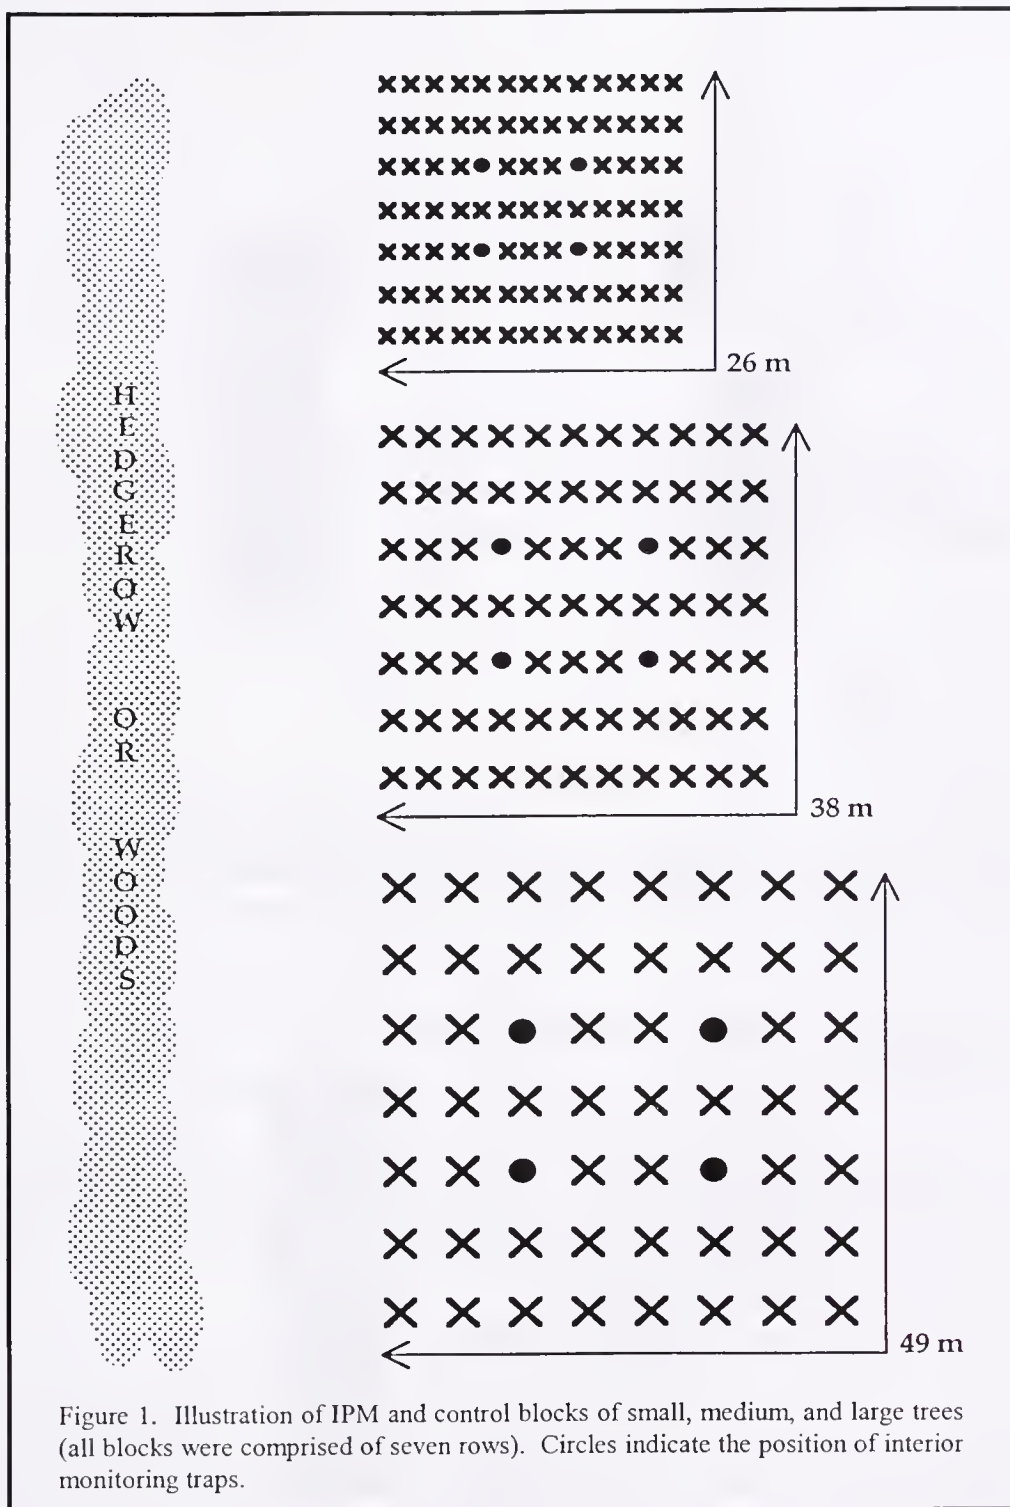 HEDGEROW OR WOODS
26 m
38 m
49 m
Figure 1. Illustration of IPM and control blocks of small, medium, and large trees
(all blocks were comprised of seven rows). Circles indicate the position of interior
monitoring traps.